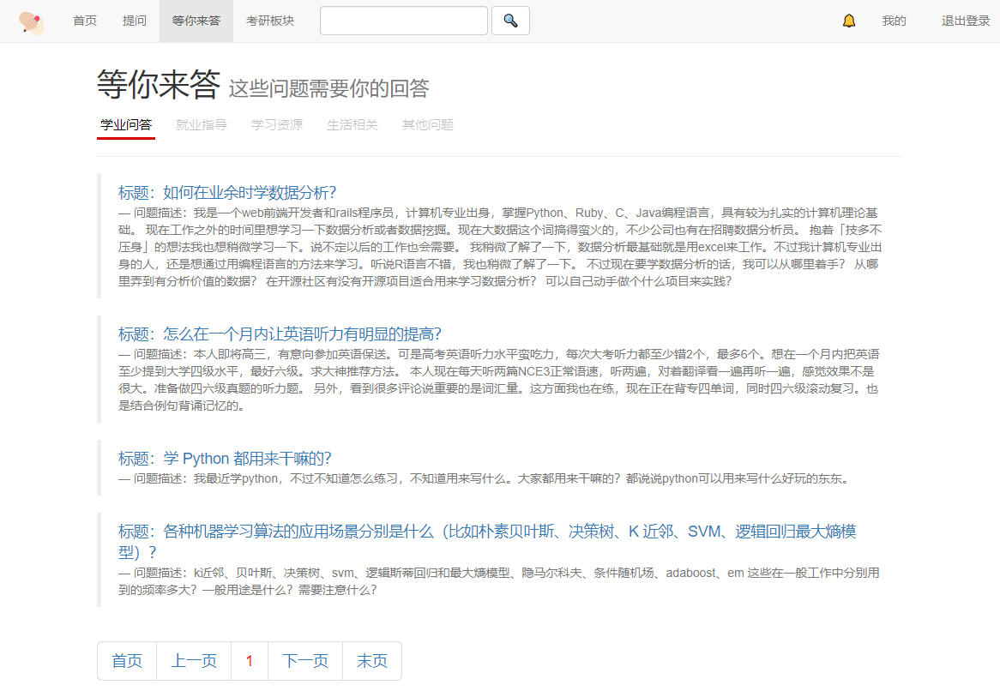 首页 提问 等你来答 考研板块 我的 退出登录
等你来答 这些问题需要你的回答
学业问答 就业指导 学习资源 生活相关 其他问题
标题：如何在业余时学数据分析？
— 问题描述：我是一个web前端开发者和rails程序员，计算机专业出身，掌握Python、Ruby、C、Java编程语言，具有较为扎实的计算机理论基
础。 现在工作之外的时间里想学习一下数据分析或者数据挖掘。现在大数据这个词搞得蛮火的，不少公司也有在招聘数据分析员。 抱着「技多不
压身」的想法我也想稍微学习一下。说不定以后的工作也会需要。 我稍微了解了一下，数据分析最基础就是用excel来工作。不过我计算机专业出
身的人，还是想通过用编程语言的方法来学习。听说R语言不错，我也稍微了解了一下。 不过现在要学数据分析的话，我可以从哪里着手？ 从哪
里弄到有分析价值的数据？ 在开源社区有没有开源项目适合用来学习数据分析？ 可以自己动手做个什么项目来实践？
标题：怎么在一个月内让英语听力有明显的提高？
— 问题描述：本人即将高三，有意向参加英语保送。可是高考英语听力水平蛮吃力，每次大考听力都至少错2个，最多6个。想在一个月内把英语
至少提到大学四级水平，最好六级。求大神推荐方法。 本人现在每天听两篇NCE3正常语速，听两遍，对着翻译看一遍再听一遍，感觉效果不是
很大。准备做四六级真题的听力题。 另外，看到很多评论说重要的是词汇量。这方面我也在练，现在正在背专四单词，同时四六级滚动复习。也
是结合例句背诵记忆的。
标题：学 Python 都用来干嘛的？
— 问题描述：我最近学python，不过不知道怎么练习，不知道用来写什么。大家都用来干嘛的？都说说python可以用来写什么好玩的东东。
标题：各种机器学习算法的应用场景分别是什么（比如朴素贝叶斯、决策树、K 近邻、SVM、逻辑回归最大熵模
型）？
— 问题描述：k近邻、贝叶斯、决策树、svm、逻辑斯蒂回归和最大熵模型、隐马尔科夫、条件随机场、adaboost、em 这些在一般工作中分别用
到的频率多大？一般用途是什么？需要注意什么？
首页 上一页 1 下一页 末页